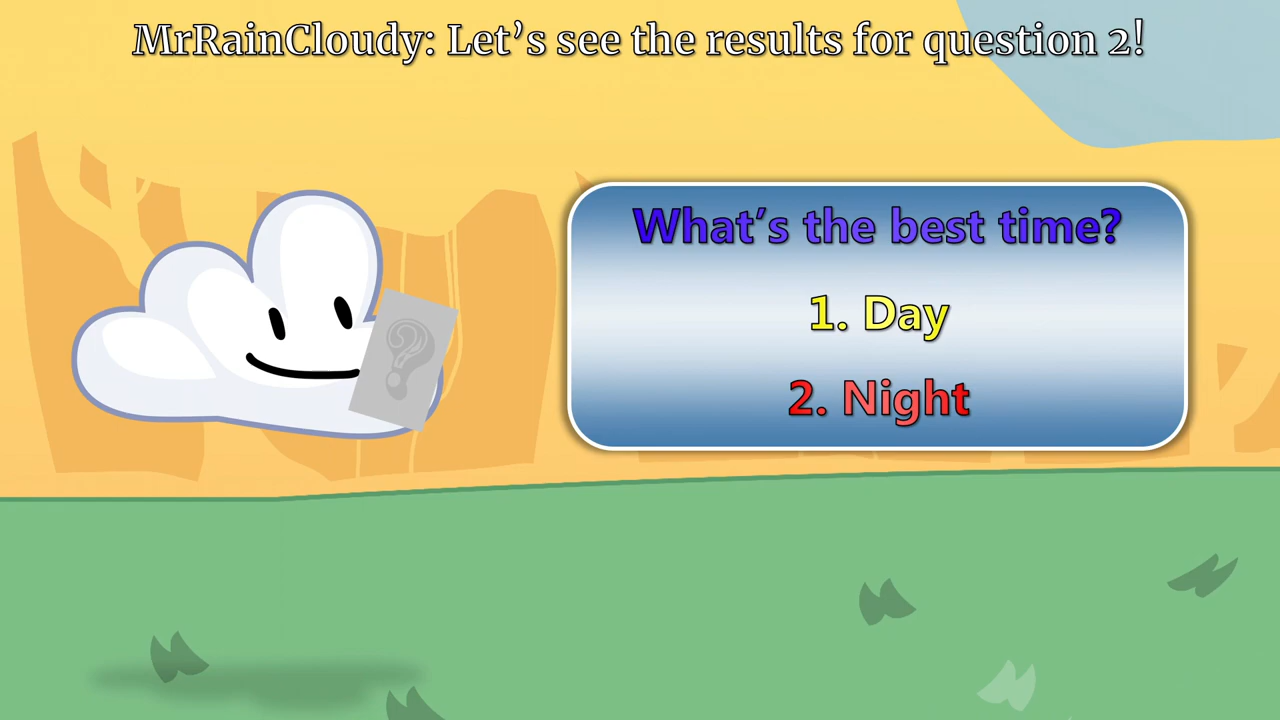 MrRainCloudy: Let’s see the results for question 2!
What’s the best time?
1. Day
?
2. Night